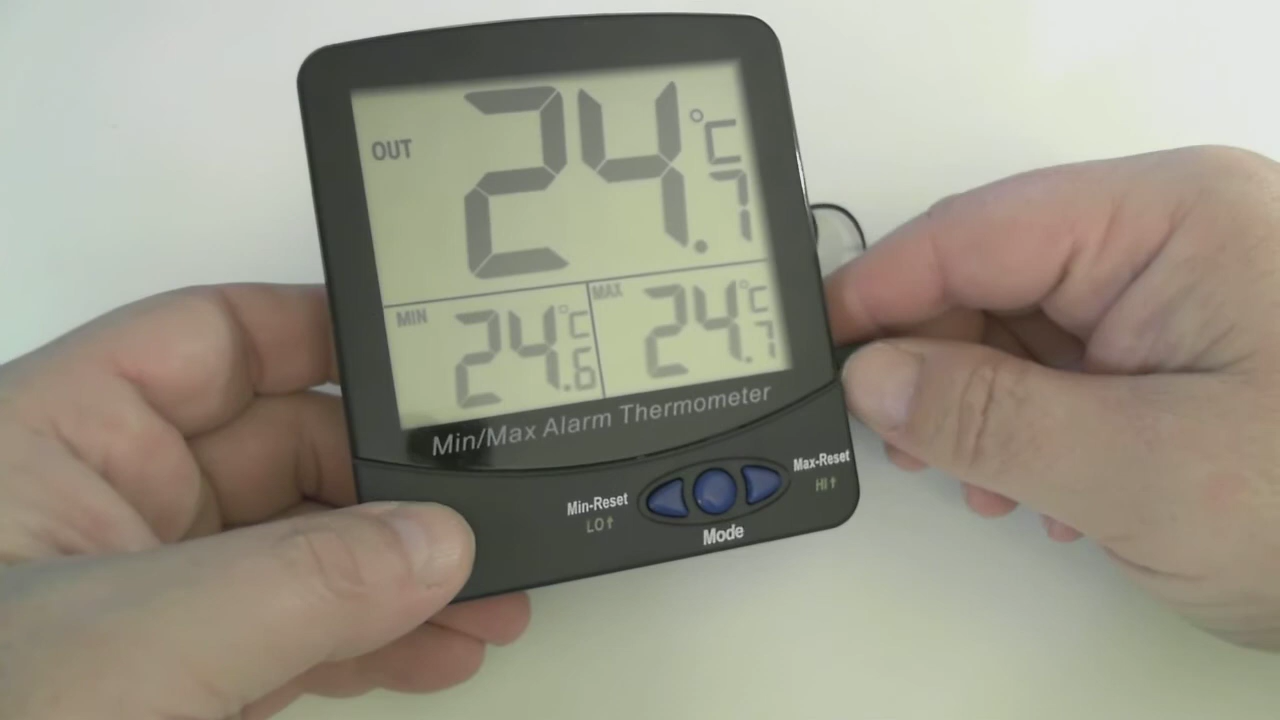 OUT
24.7 °C
MIN
24.6 °C
MAX
24.7 °C
Min/Max Alarm Thermometer
Min-Reset
LO↑
Mode
Max-Reset
HI↑